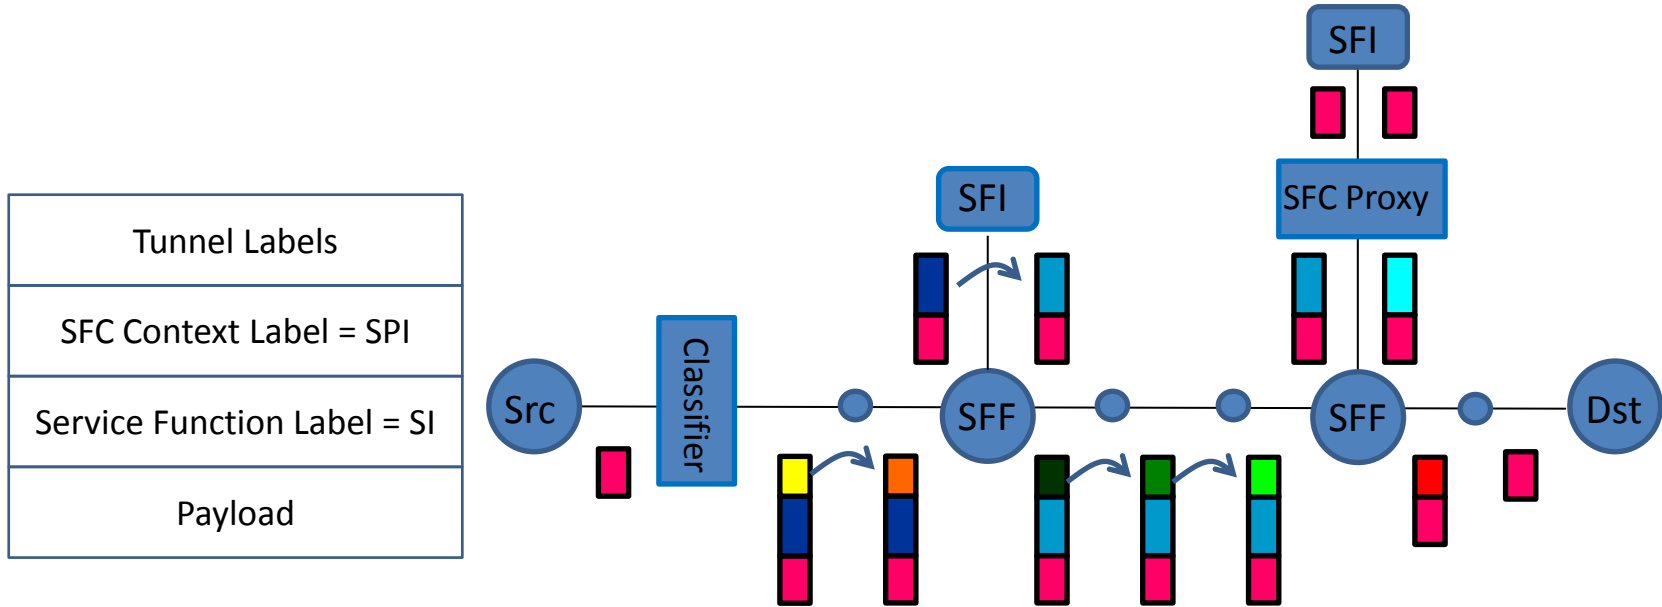 Tunnel Labels
SFC Context Label = SPI
Service Function Label = SI
Payload
Src
Classifier
SFI
SFF
SFI
SFC Proxy
SFF
Dst